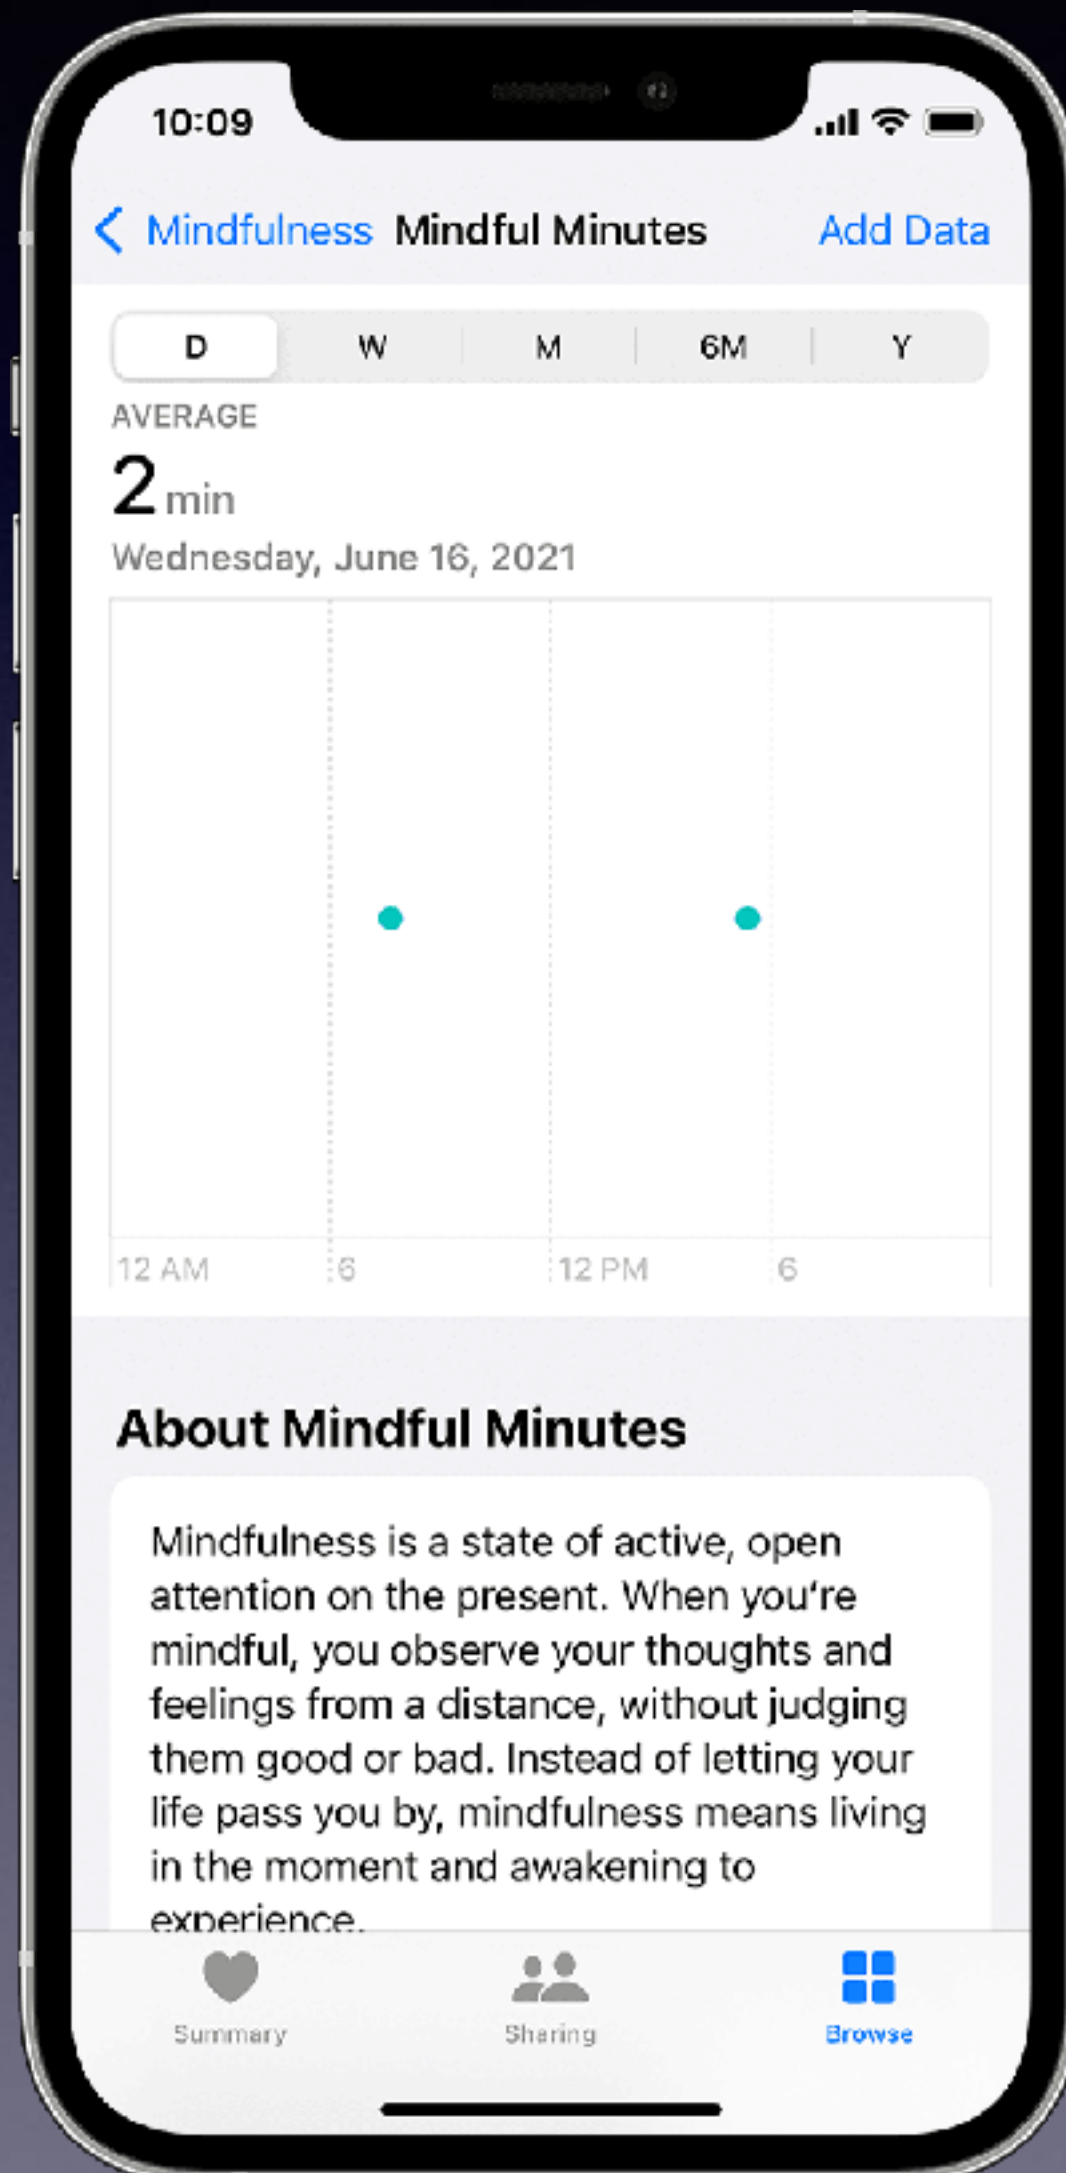 10:09
Mindfulness Mindful Minutes Add Data
D W M 6M Y
AVERAGE
2 min
Wednesday, June 16, 2021
12 AM 6 12 PM 6
About Mindful Minutes
Mindfulness is a state of active, open
attention on the present. When you're
mindful, you observe your thoughts and
feelings from a distance, without judging
them good or bad. Instead of letting your
life pass you by, mindfulness means living
in the moment and awakening to
experience.
Summary Sharing Browse